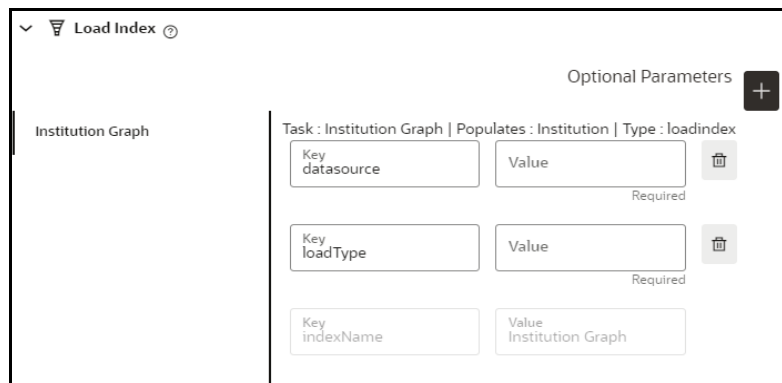 Load Index ?
Optional Parameters
Institution Graph
Task : Institution Graph | Populates : Institution | Type : loadindex
Key
datasource
Value
Required
Key
loadType
Value
Required
Key
indexName
Value
Institution Graph